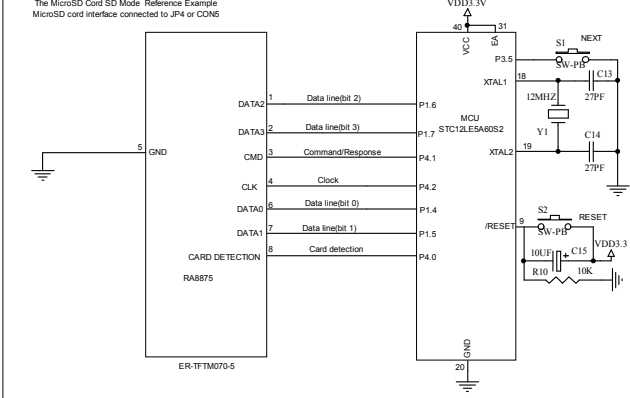 The MicroSD Cord SD Mode Reference Example
MicroSD cord interface connected to JP4 or CON5
VDD3.3V
40
31
VCC
EA
S1
NEXT
P3.5
SW-PB
XTAL1
18
C13
27PF
12MHZ
Y1
C14
27PF
XTAL2
19
MCU
STC12LE5A60S2
DATA2
1
Data line(bit 2)
P1.6
DATA3
2
Data line(bit 3)
P1.7
5
GND
CMD
3
Command/Response
P4.1
CLK
4
Clock
P4.2
DATA0
6
Data line(bit 0)
P1.4
DATA1
7
Data line(bit 1)
P1.5
CARD DETECTION
8
Card detection
P4.0
RA8875
/RESET
9
S2
RESET
SW-PB
VDD3.3
10UF
+
C15
R10
10K
GND
20
ER-TFTM070-5